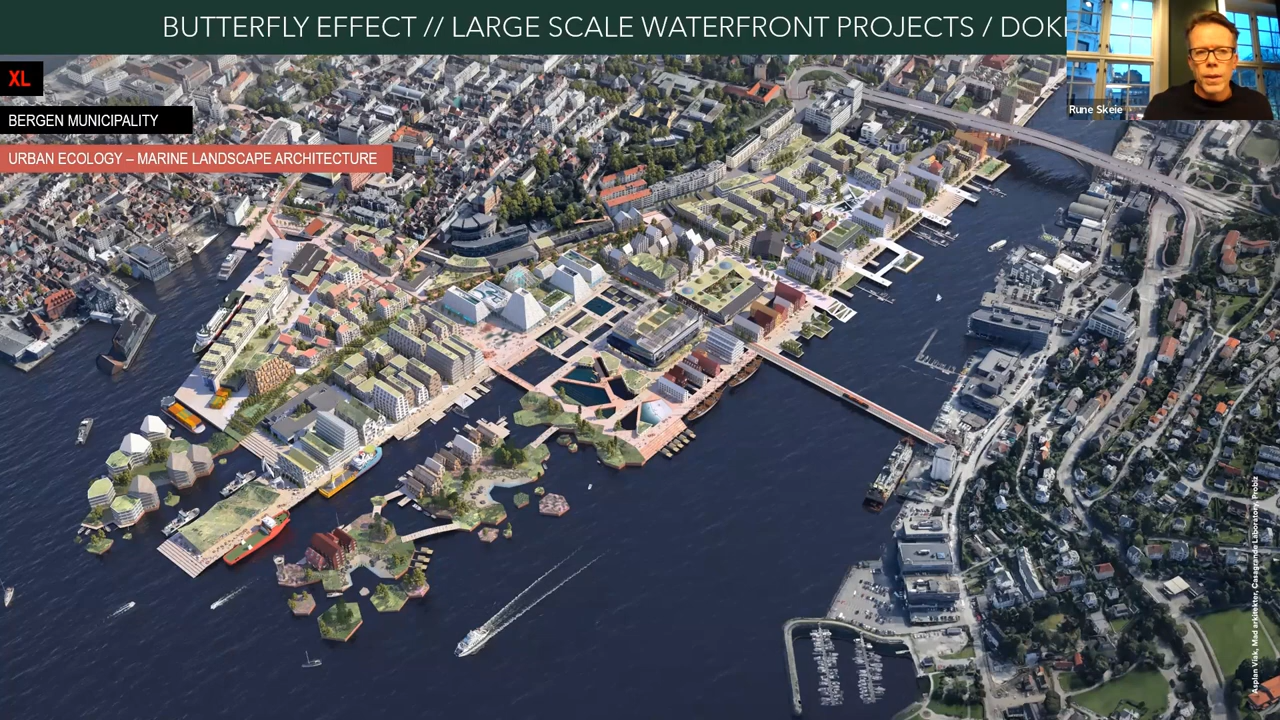 BUTTERFLY EFFECT // LARGE SCALE WATERFRONT PROJECTS / DOK
XL
Rune Skeie
BERGEN MUNICIPALITY
URBAN ECOLOGY – MARINE LANDSCAPE ARCHITECTURE
Asplan Viak, Mad arkitekter, Casagrande Laboratory, Probiz